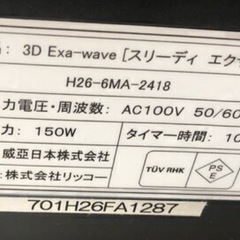 : 3D Exa-wave [スリーディ エクサ
H26-6MA-2418
力電圧・周波数: AC100V 50/60
力: 150W タイマー時間: 10
威亞日本株式会社
株式会社リッコー
TÜV RHK
PS
E
701H26FA1287